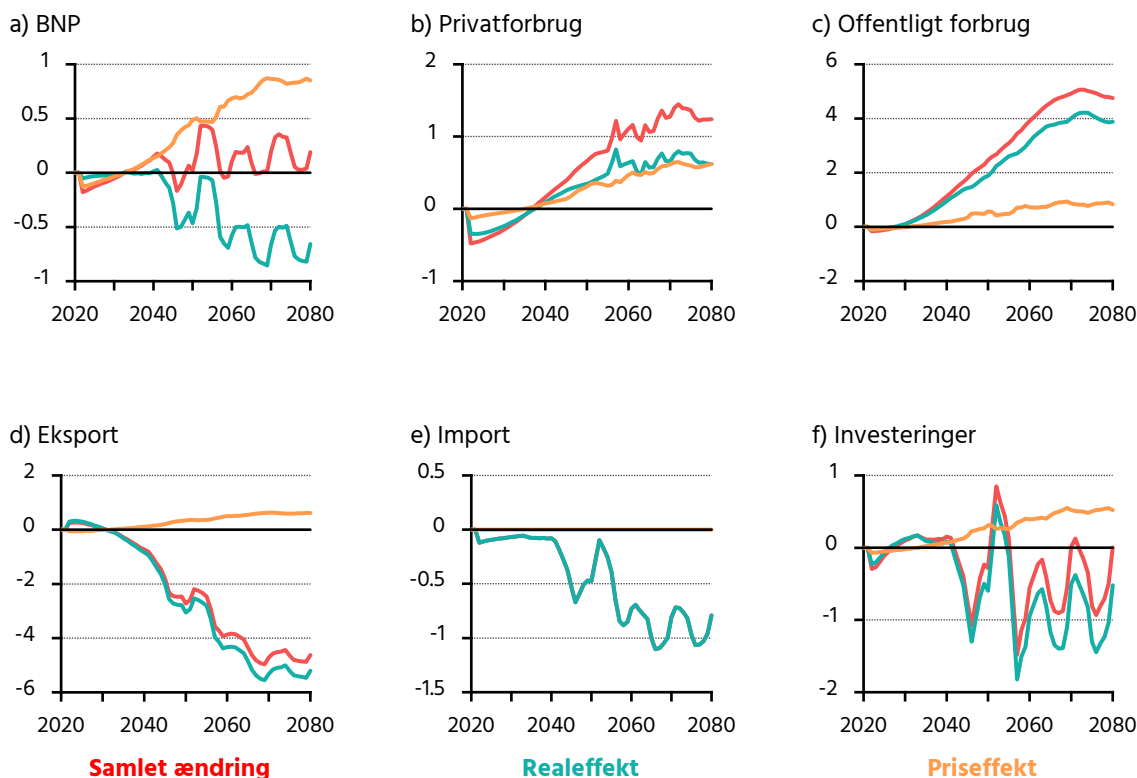 a) BNP
b) Privatforbrug
c) Offentligt forbrug
1
0.5
0
-0.5
-1
2020 2040 2060 2080
2
1
0
-1
2020 2040 2060 2080
6
4
2
0
-2
2020 2040 2060 2080
d) Eksport
e) Import
f) Investeringer
2
0
-2
-4
-6
2020 2040 2060 2080
0.5
0
-0.5
-1
-1.5
2020 2040 2060 2080
1
0
-1
-2
2020 2040 2060 2080
Samlet ændring
Realeffekt
Priseffekt